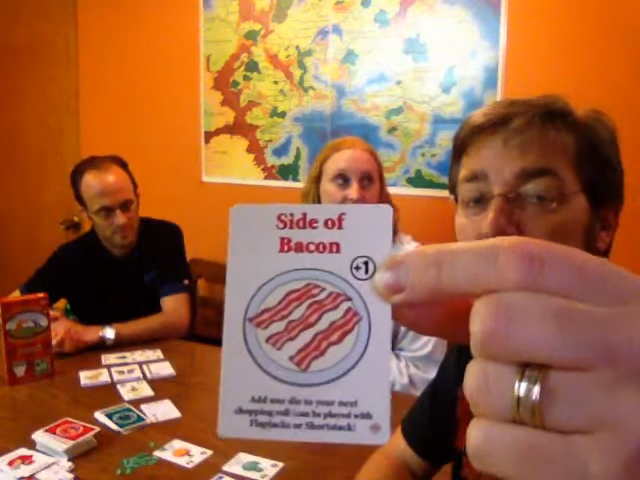 Side of
Bacon
+1
Add one die to your next
chopping roll (can be played with
Flapjacks or Shortstack)